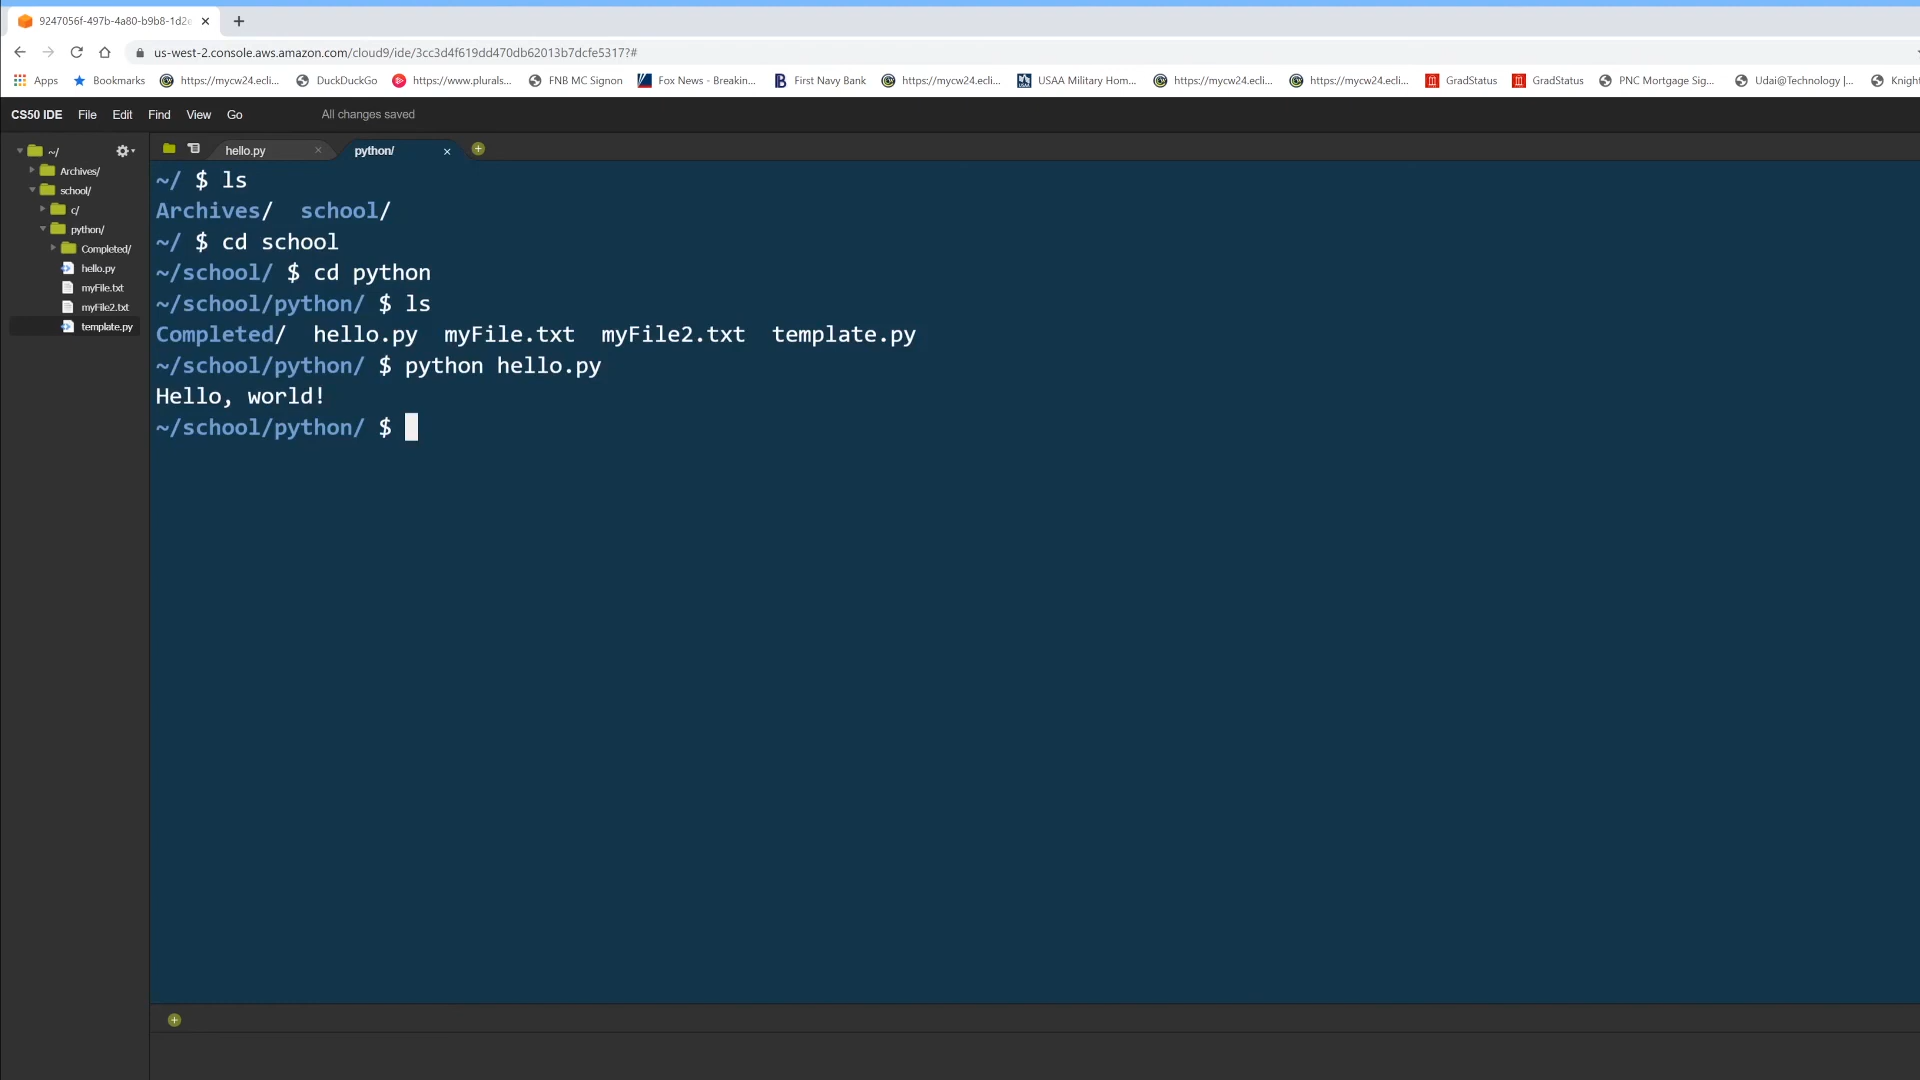 9247056f-497b-4a80-b9b8-1d2e
us-west-2.console.aws.amazon.com/cloud9/ide/3cc3d4f619dd470db62013b7dcfe5317?#
Apps Bookmarks https://mycw24.ecli... DuckDuckGo https://www.plurals... FNB MC Signon Fox News - Breakin... First Navy Bank https://mycw24.ecli... USAA Military Hom... https://mycw24.ecli... https://mycw24.ecli... GradStatus GradStatus PNC Mortgage Sig... Udai@Technology |... Knight
CS50 IDE File Edit Find View Go All changes saved
~/
Archives/
school/
c/
python/
Completed/
hello.py
myFile.txt
myFile2.txt
template.py
hello.py python/
~/ $ ls
Archives/ school/
~/ $ cd school
~/school/ $ cd python
~/school/python/ $ ls
Completed/ hello.py myFile.txt myFile2.txt template.py
~/school/python/ $ python hello.py
Hello, world!
~/school/python/ $